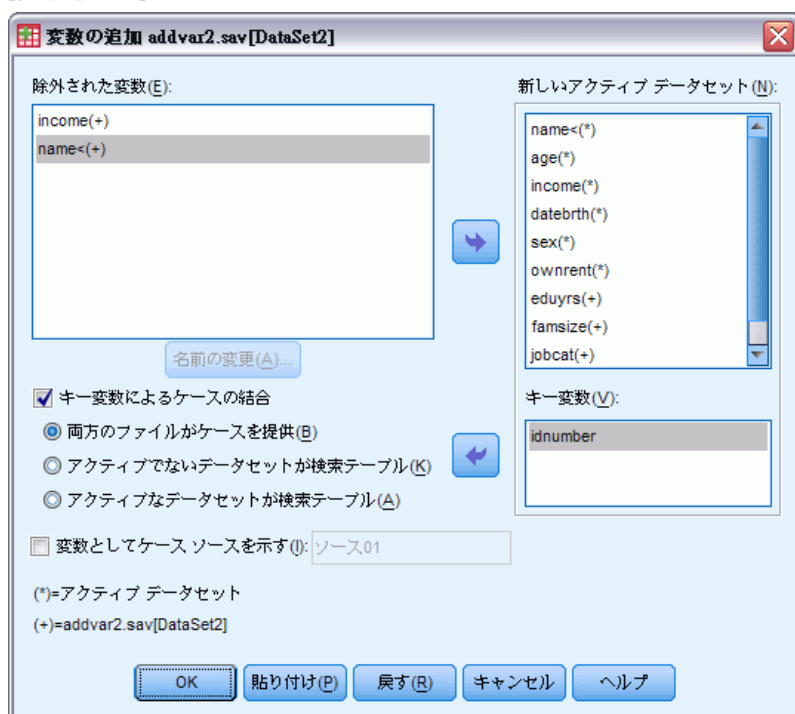 変数の追加 addvar2.sav[DataSet2]
除外された変数(E):
income(+)
name<(+)
名前の変更(A)...
新しいアクティブ データセット(N):
name<(*)
age(*)
income(*)
datebrth(*)
sex(*)
ownrent(*)
eduyrs(+)
famsize(+)
jobcat(+)
キー変数によるケースの結合
両方のファイルがケースを提供(B)
アクティブでないデータセットが検索テーブル(K)
アクティブなデータセットが検索テーブル(A)
キー変数(V):
idnumber
変数としてケース ソースを示す(I): ソース01
(*)=アクティブ データセット
(+)=addvar2.sav[DataSet2]
OK 貼り付け(P) 戻す(R) キャンセル ヘルプ